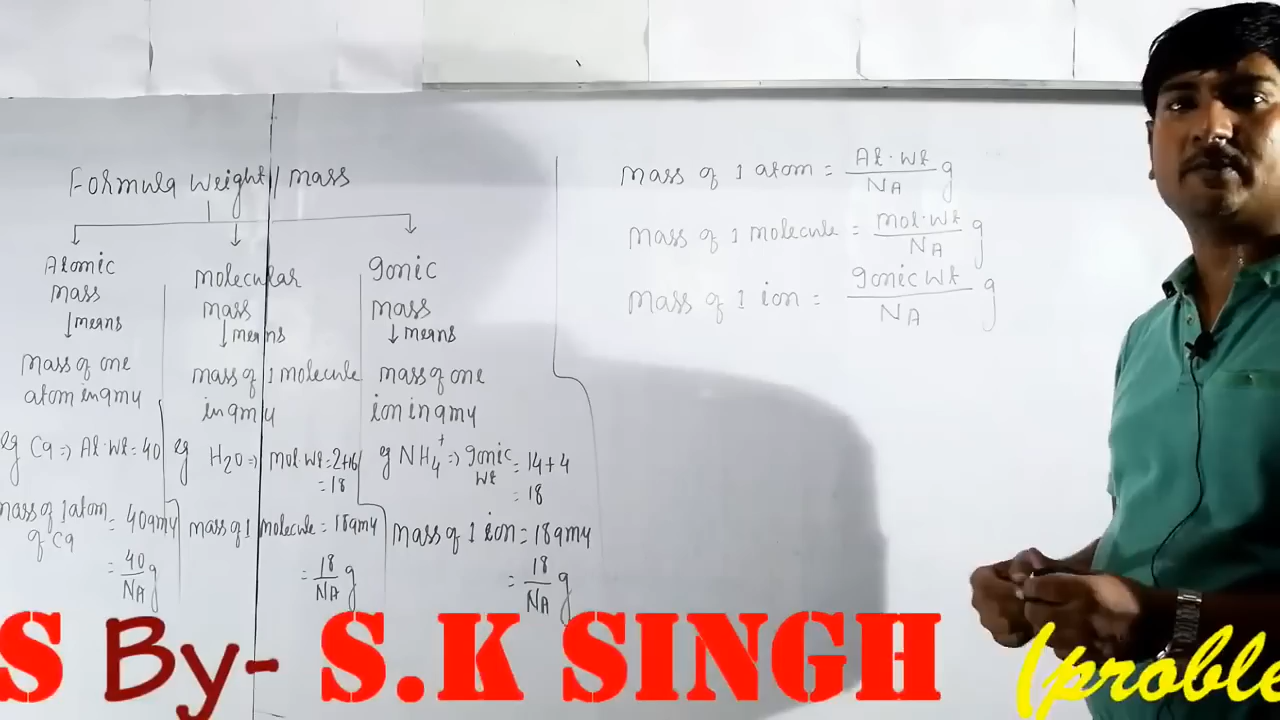 Formula weight / mass
Atomic
mass
↓ means
mass of one
atom in amu
eg Ca => At.wt = 40
mass of 1 atom = 40 amu
of Ca
= 40/NA g
molecular
mass
↓ means
mass of 1 molecule
in amu
eg H2O => mol.wt = 2+16
= 18
mass of 1 molecule = 18 amu
= 18/NA g
Ionic
mass
↓ means
mass of one
ion in amu
eg NH4+ => Ionic wt = 14 + 4
= 18
mass of 1 ion = 18 amu
= 18/NA g
mass of 1 atom = At.wt/NA g
mass of 1 molecule = mol.wt/NA g
mass of 1 ion = Ionic wt/NA g
S By- S.K SINGH (proble